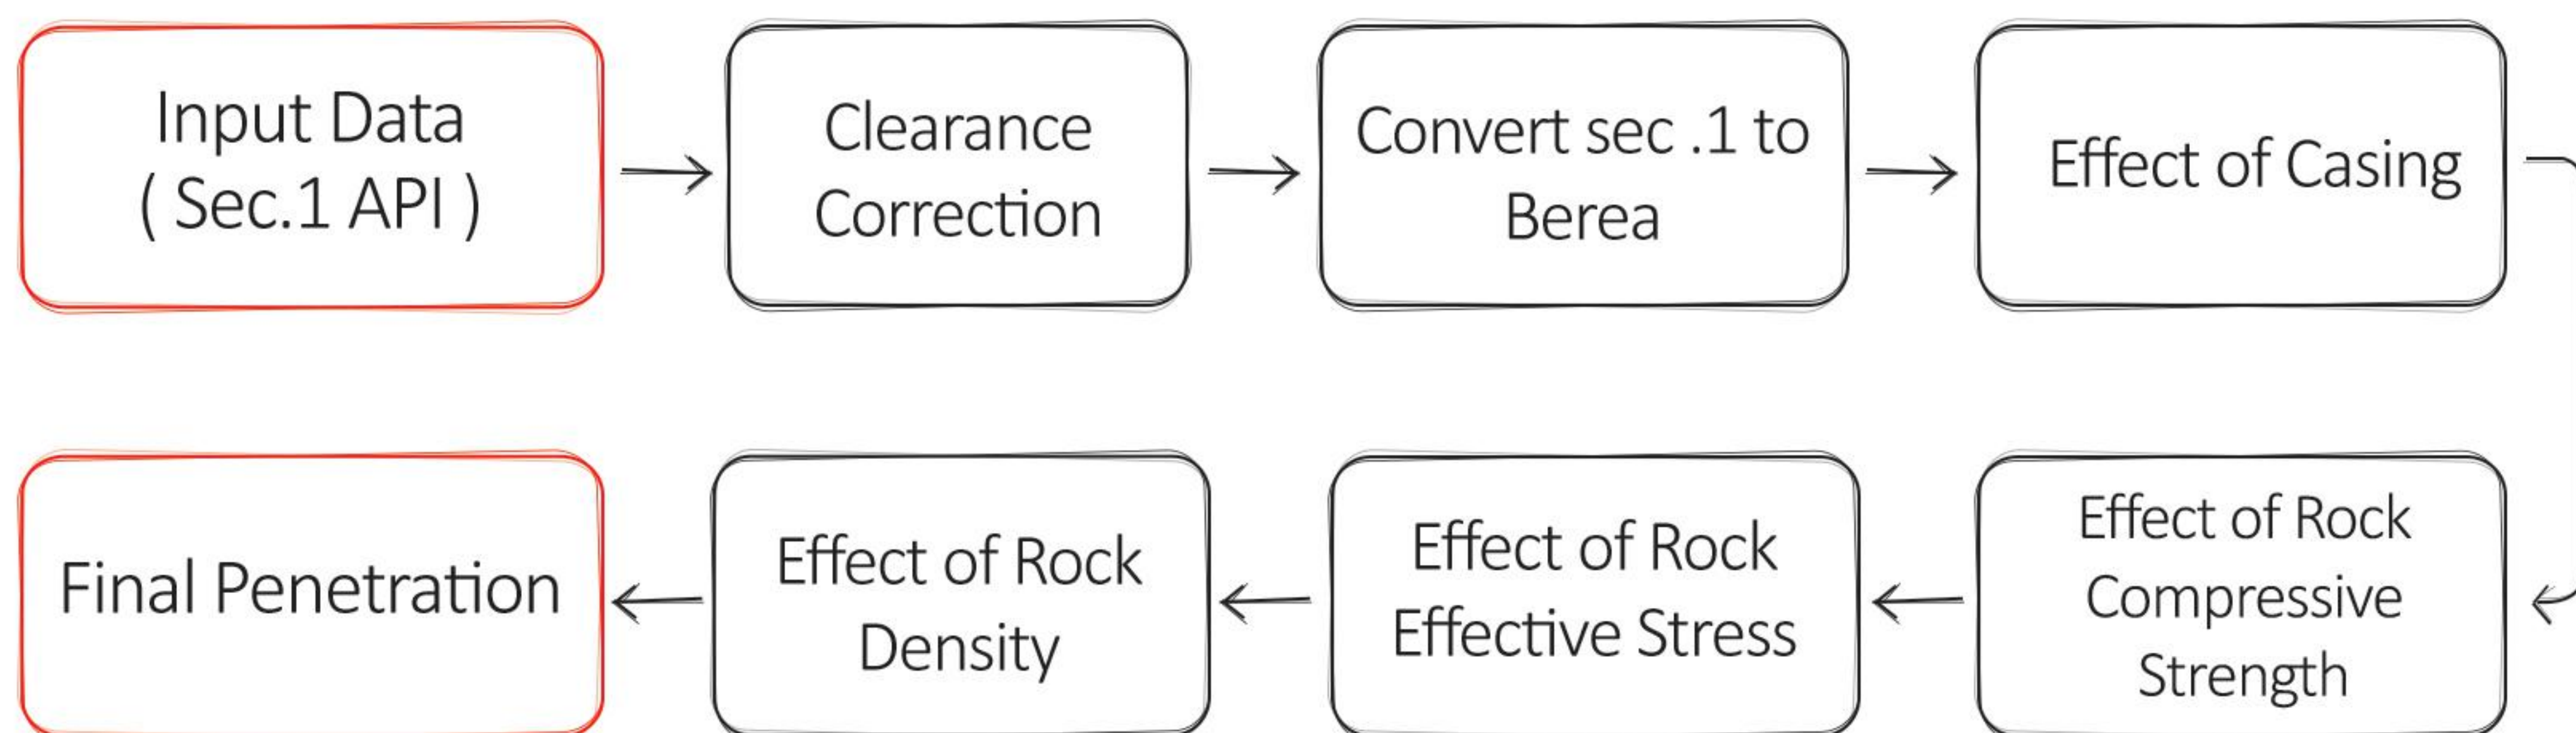 Input Data
( Sec.1 API )
Clearance
Correction
Convert sec .1 to
Berea
Effect of Casing
Effect of Rock
Compressive
Strength
Effect of Rock
Effective Stress
Effect of Rock
Density
Final Penetration